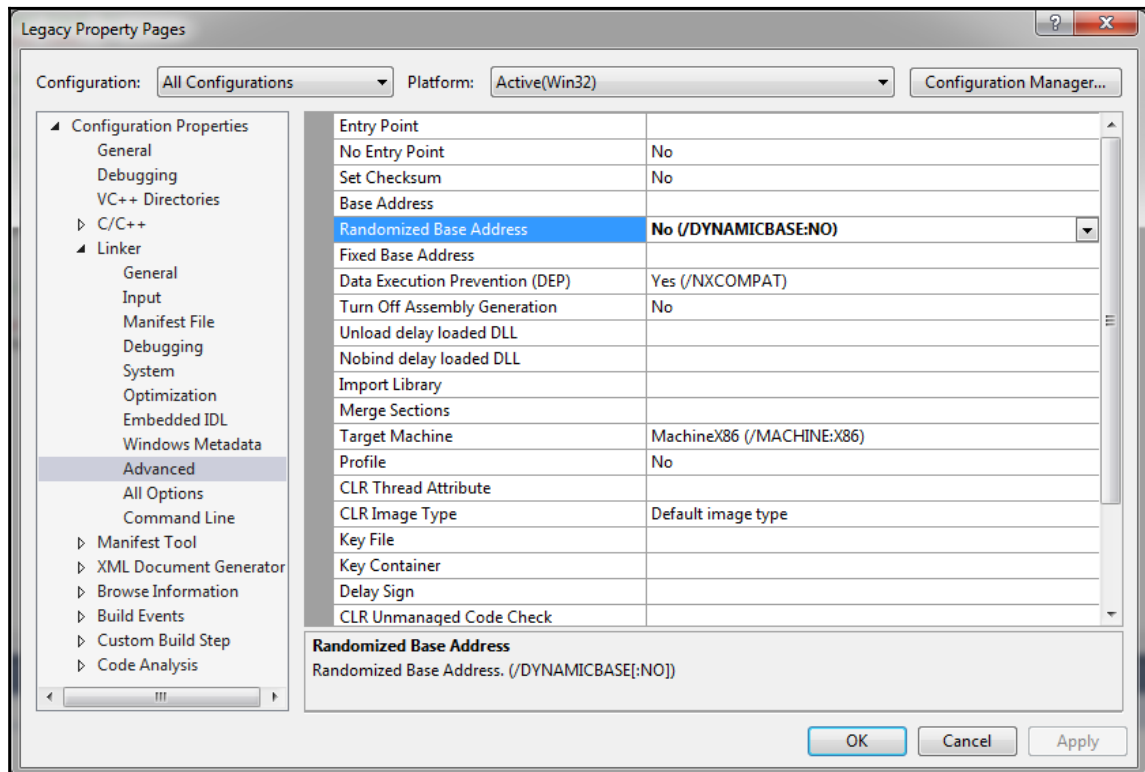 Legacy Property Pages
Configuration: All Configurations Platform: Active(Win32) Configuration Manager...
Configuration Properties
General
Debugging
VC++ Directories
C/C++
Linker
General
Input
Manifest File
Debugging
System
Optimization
Embedded IDL
Windows Metadata
Advanced
All Options
Command Line
Manifest Tool
XML Document Generator
Browse Information
Build Events
Custom Build Step
Code Analysis
Entry Point
No Entry Point No
Set Checksum No
Base Address
Randomized Base Address No (/DYNAMICBASE:NO)
Fixed Base Address
Data Execution Prevention (DEP) Yes (/NXCOMPAT)
Turn Off Assembly Generation No
Unload delay loaded DLL
Nobind delay loaded DLL
Import Library
Merge Sections
Target Machine MachineX86 (/MACHINE:X86)
Profile No
CLR Thread Attribute
CLR Image Type Default image type
Key File
Key Container
Delay Sign
CLR Unmanaged Code Check
Randomized Base Address
Randomized Base Address. (/DYNAMICBASE[:NO])
OK Cancel Apply